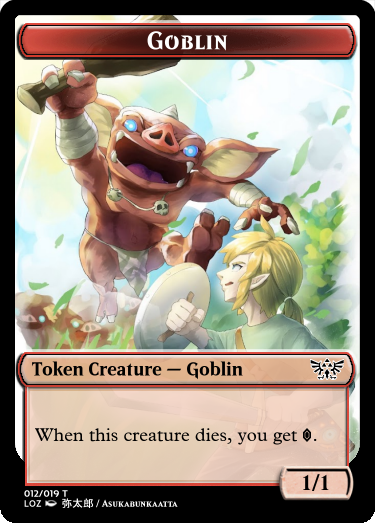 Goblin
Token Creature — Goblin
When this creature dies, you get .
1/1
012/019 T
LOZ 弥太郎 / Asukabunkaatta